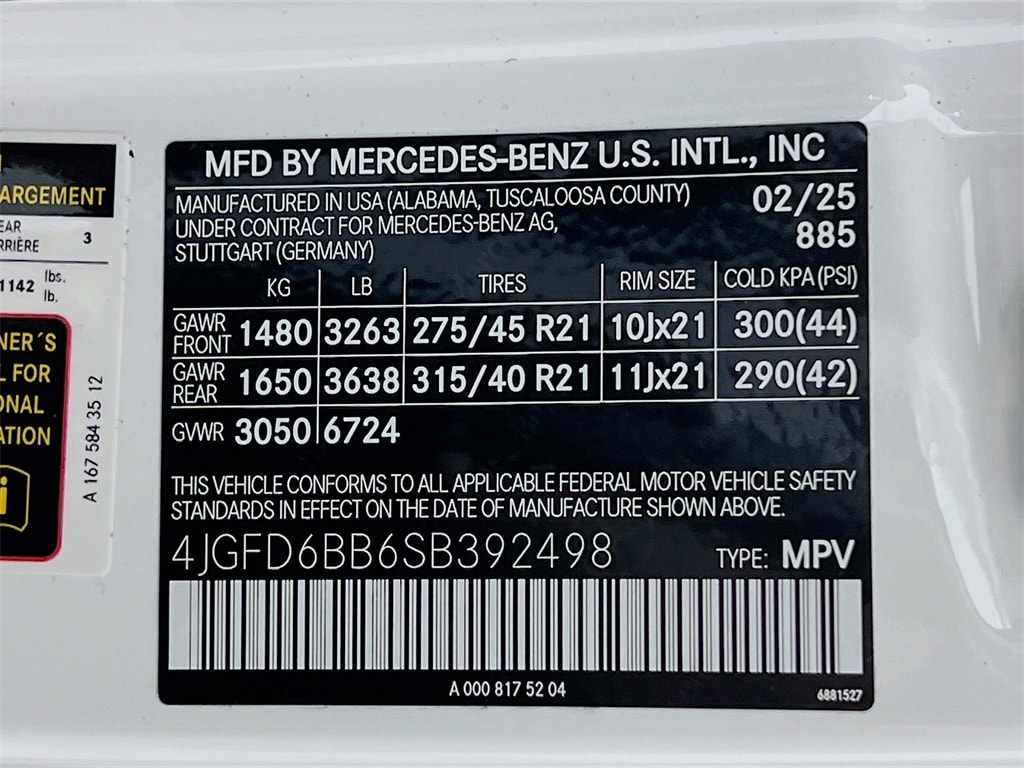 ARGEMENT
EAR
RRIÈRE 3
1142 lbs.
lb.
NER´S
L FOR
ONAL
ATION
i
A 167 584 35 12
MFD BY MERCEDES-BENZ U.S. INTL., INC
MANUFACTURED IN USA (ALABAMA, TUSCALOOSA COUNTY) 02/25
UNDER CONTRACT FOR MERCEDES-BENZ AG, 885
STUTTGART (GERMANY)
KG LB TIRES RIM SIZE COLD KPA (PSI)
GAWR FRONT 1480 3263 275/45 R21 10Jx21 300(44)
GAWR REAR 1650 3638 315/40 R21 11Jx21 290(42)
GVWR 3050 6724
THIS VEHICLE CONFORMS TO ALL APPLICABLE FEDERAL MOTOR VEHICLE SAFETY
STANDARDS IN EFFECT ON THE DATE OF MANUFACTURE SHOWN ABOVE.
4JGFD6BB6SB392498 TYPE: MPV
A 000 817 52 04
6881527